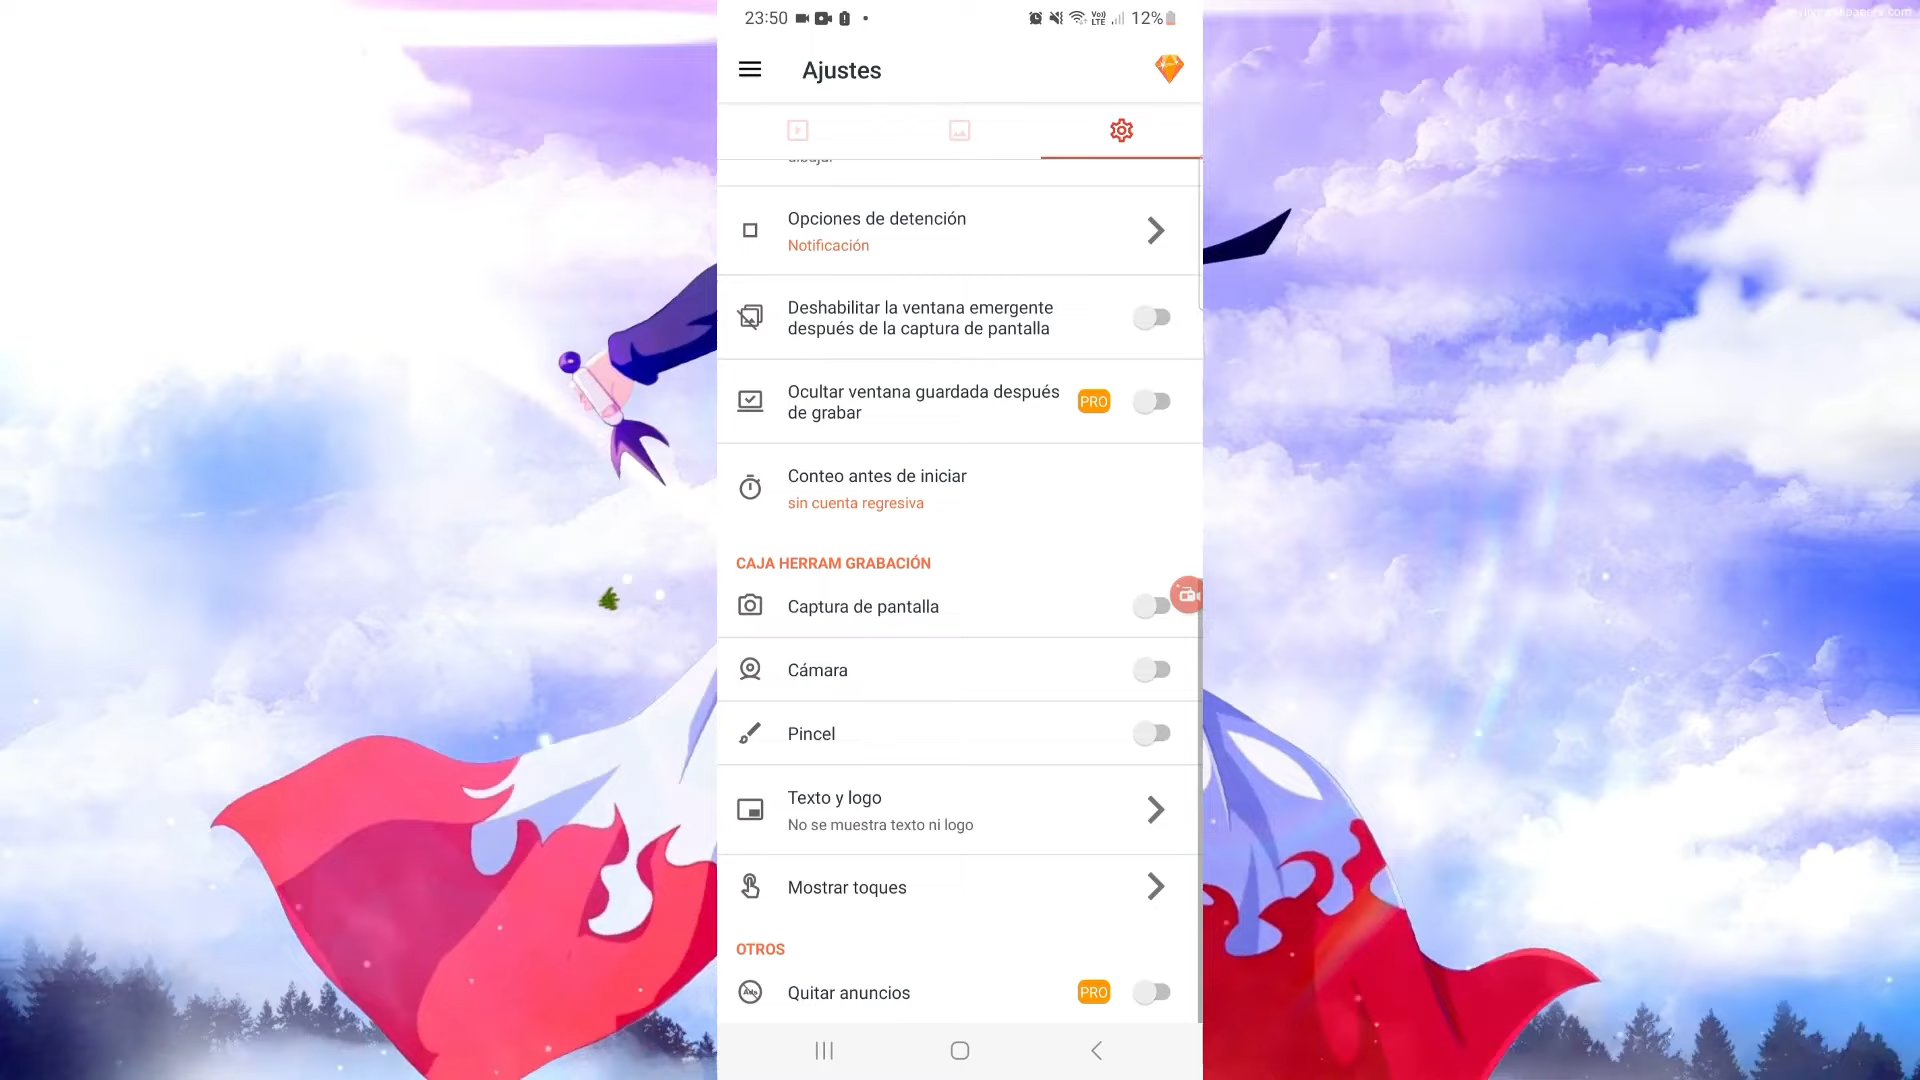 23:50
12%
Ajustes
dibujar
Opciones de detención
Notificación
Deshabilitar la ventana emergente
después de la captura de pantalla
Ocultar ventana guardada después
de grabar
PRO
Conteo antes de iniciar
sin cuenta regresiva
CAJA HERRAM GRABACIÓN
Captura de pantalla
Cámara
Pincel
Texto y logo
No se muestra texto ni logo
Mostrar toques
OTROS
Quitar anuncios
PRO